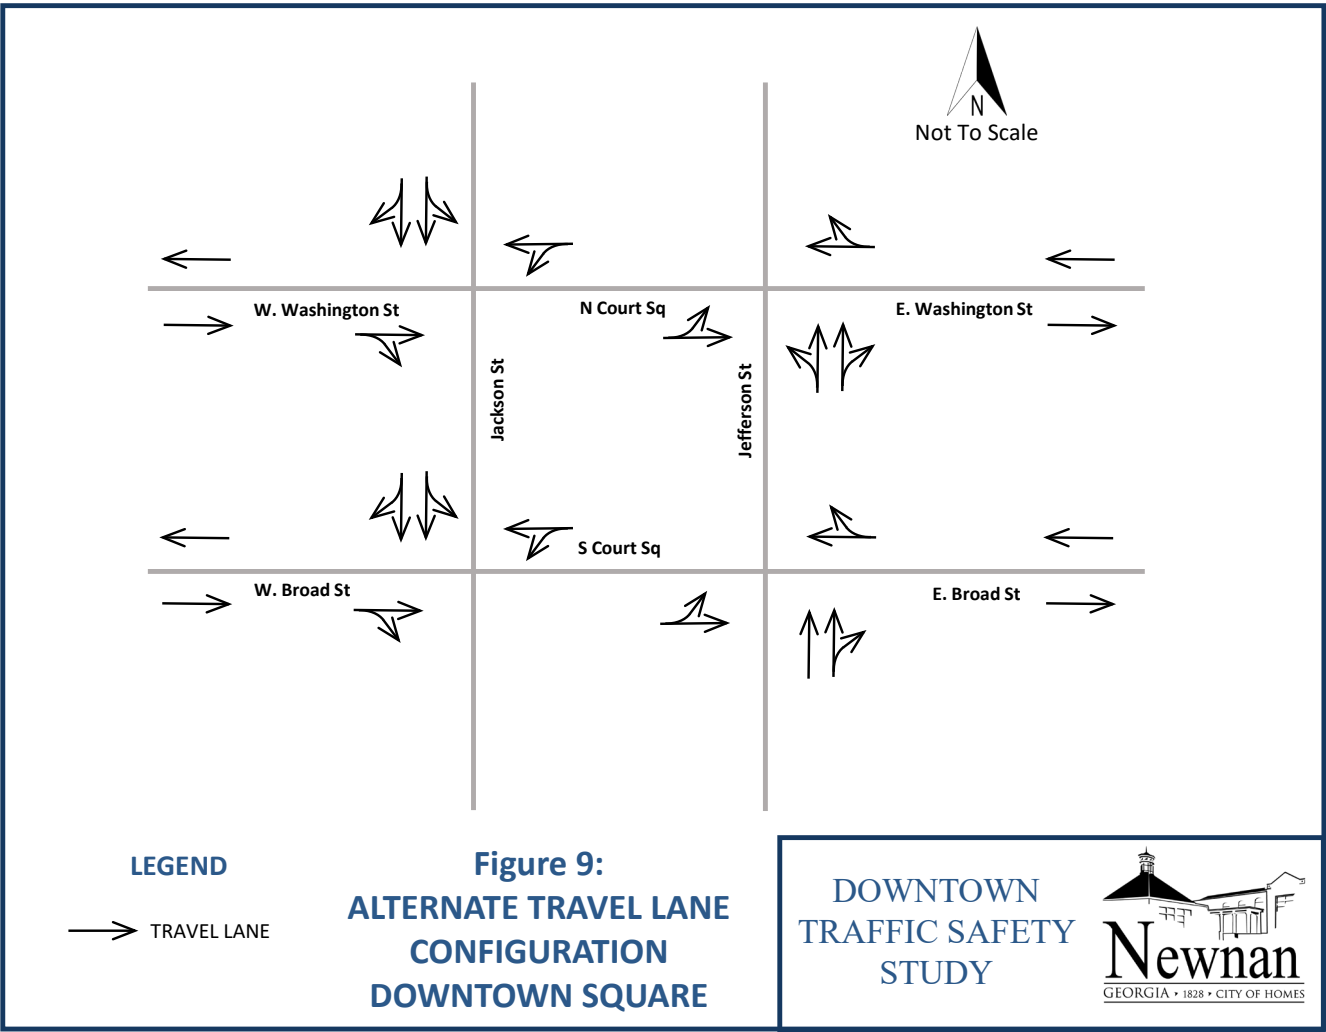 N
Not To Scale
W. Washington St
N Court Sq
E. Washington St
Jackson St
Jefferson St
S Court Sq
W. Broad St
E. Broad St
LEGEND
TRAVEL LANE
Figure 9:
ALTERNATE TRAVEL LANE
CONFIGURATION
DOWNTOWN SQUARE
DOWNTOWN
TRAFFIC SAFETY
STUDY
Newnan
GEORGIA • 1828 • CITY OF HOMES